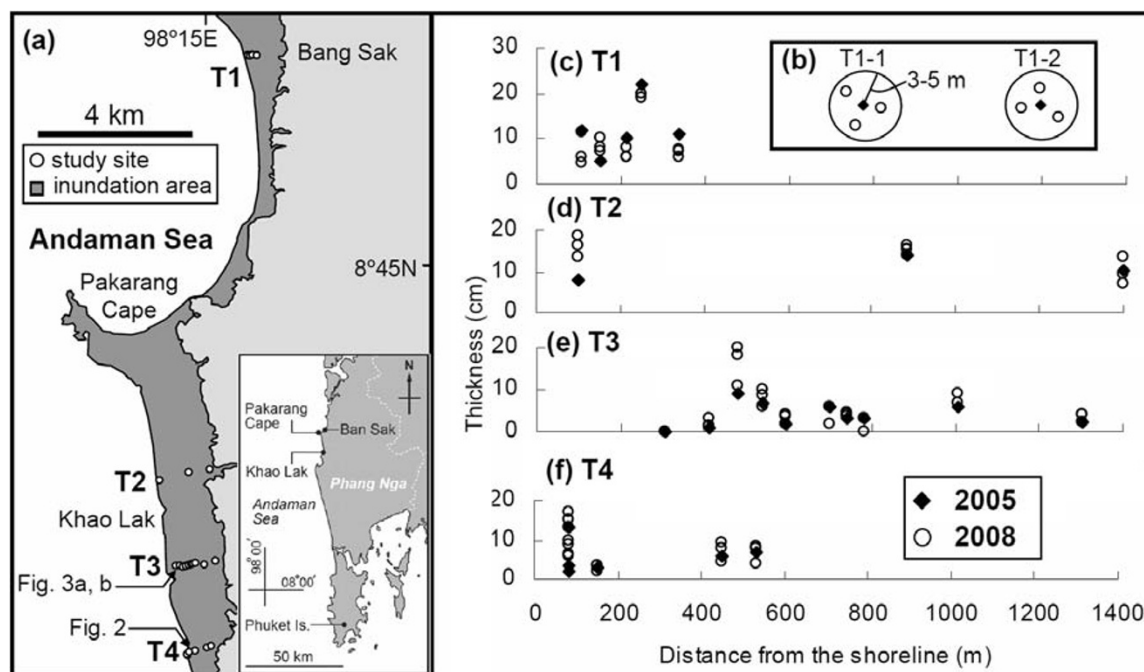 (a)
98º15E
Bang Sak
T1
4 km
study site
inundation area
Andaman Sea
8º45N
Pakarang
Cape
T2
Khao Lak
T3
Fig. 3a, b
Fig. 2
T4
N
Pakarang
Cape
Ban Sak
Khao Lak
Phang Nga
Andaman
Sea
98°00'
08°00'
Phuket Is.
50 km
(b)
T1-1
T1-2
3-5 m
(c) T1
30
20
10
0
(d) T2
20
10
0
(e) T3
20
10
0
(f) T4
20
10
0
2005
2008
Thickness (cm)
0 200 400 600 800 1000 1200 1400
Distance from the shoreline (m)